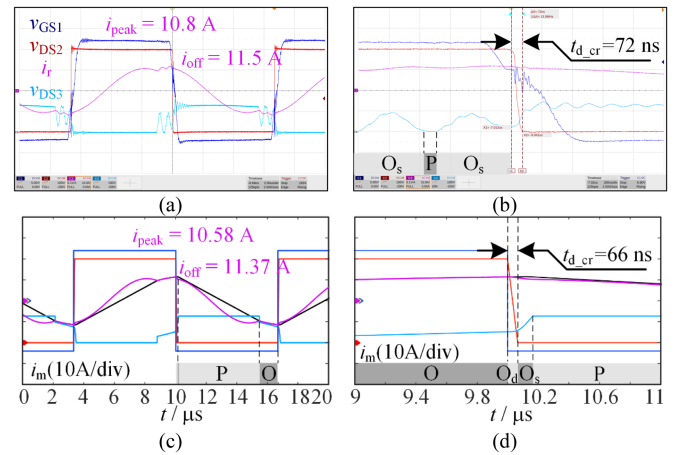 vGS1
ipeak = 10.8 A
vDS2
ioff = 11.5 A
ir
vDS3
(a)
td_cr=72 ns
Os
P
Os
(b)
ipeak = 10.58 A
ioff = 11.37 A
im(10A/div)
P
O
0 2 4 6 8 10 12 14 16 1820
t / μs
(c)
td_cr=66 ns
im(10A/div)
O
Od
Os
P
9
9.4
9.8
10.2
10.6
11
t / μs
(d)